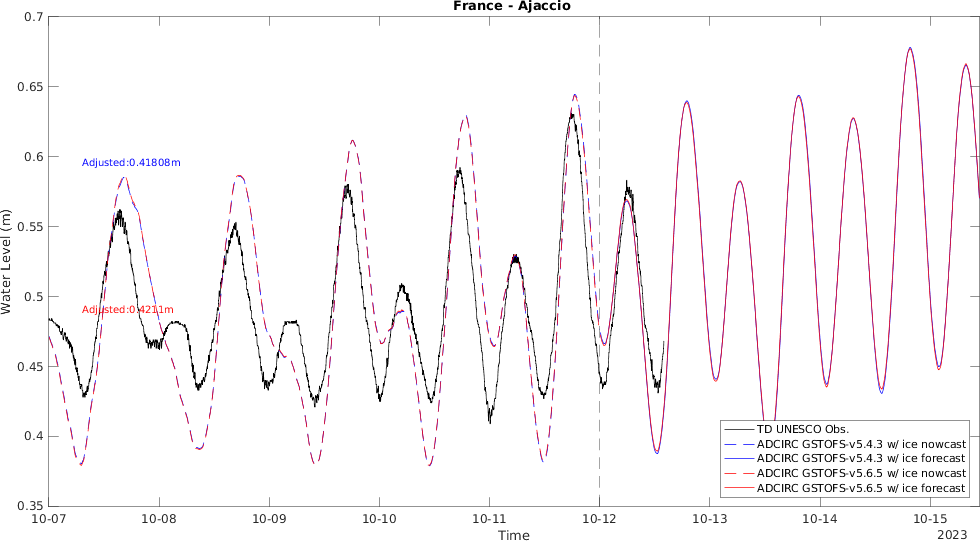 France - Ajaccio
0.7
0.65
0.6
0.55
0.5
0.45
0.4
0.35
Water Level (m)
Adjusted:0.41808m
Adjusted:0.4211m
TD UNESCO Obs.
ADCIRC GSTOFS-v5.4.3 w/ ice nowcast
ADCIRC GSTOFS-v5.4.3 w/ ice forecast
ADCIRC GSTOFS-v5.6.5 w/ ice nowcast
ADCIRC GSTOFS-v5.6.5 w/ ice forecast
10-07 10-08 10-09 10-10 10-11 10-12 10-13 10-14 10-15
Time
2023